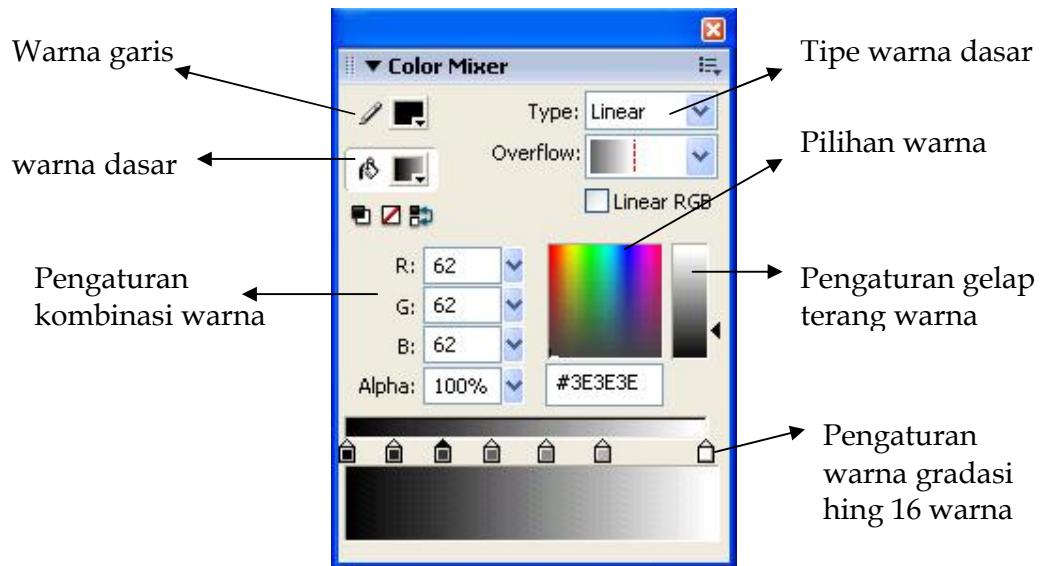 Warna garis
warna dasar
Pengaturan
kombinasi warna
Color Mixer
Type: Linear
Overflow:
Linear RGB
R: 62
G: 62
B: 62
Alpha: 100%
#3E3E3E
Tipe warna dasar
Pilihan warna
Pengaturan gelap
terang warna
Pengaturan
warna gradasi
hing 16 warna